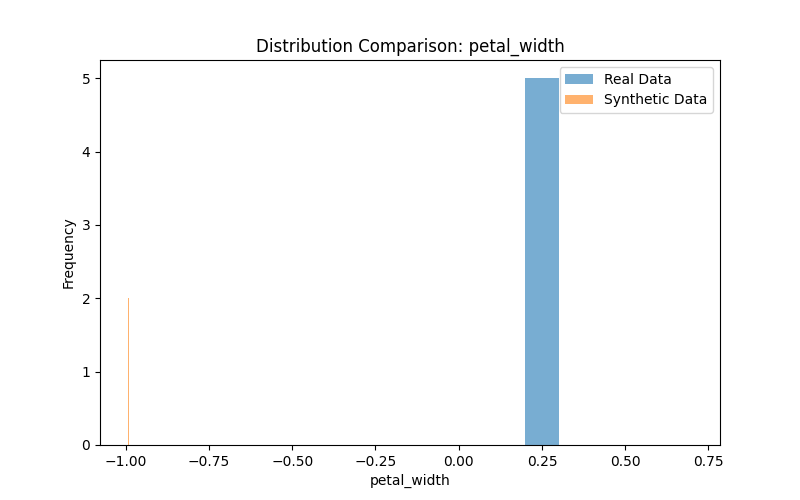 Distribution Comparison: petal_width
Real Data
Synthetic Data
5
4
3
2
1
0
Frequency
−1.00 −0.75 −0.50 −0.25 0.00 0.25 0.50 0.75
petal_width